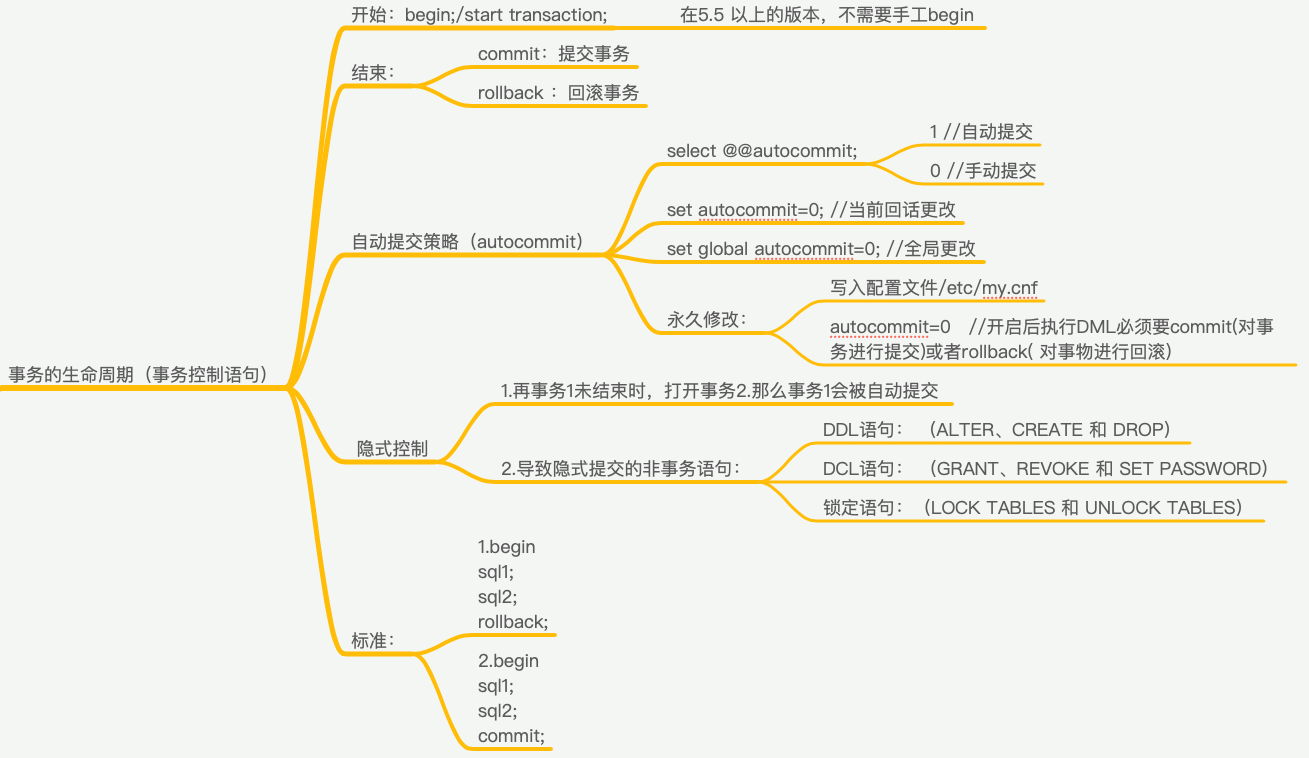 事务的生命周期（事务控制语句）
开始：begin;/start transaction;
在5.5 以上的版本，不需要手工begin
结束：
commit：提交事务
rollback ：回滚事务
自动提交策略（autocommit）
select @@autocommit;
1 //自动提交
0 //手动提交
set autocommit=0; //当前回话更改
set global autocommit=0; //全局更改
永久修改：
写入配置文件/etc/my.cnf
autocommit=0 //开启后执行DML必须要commit(对事
务进行提交)或者rollback( 对事物进行回滚)
隐式控制
1.再事务1未结束时，打开事务2.那么事务1会被自动提交
2.导致隐式提交的非事务语句：
DDL语句：（ALTER、CREATE 和 DROP）
DCL语句：（GRANT、REVOKE 和 SET PASSWORD）
锁定语句：（LOCK TABLES 和 UNLOCK TABLES）
标准：
1.begin
sql1;
sql2;
rollback;
2.begin
sql1;
sql2;
commit;